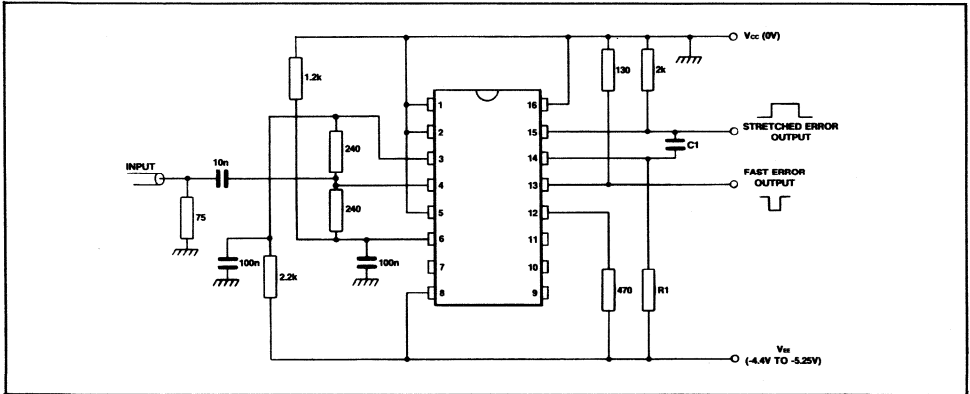 VCC (0V)
1.2k
130
2k
1
16
2
15
STRETCHED ERROR
OUTPUT
240
C1
3
14
INPUT
10n
4
13
FAST ERROR
OUTPUT
240
5
12
75
6
11
100n
2.2k
100n
7
10
470
R1
8
9
VEE
(-4.4V TO -5.25V)